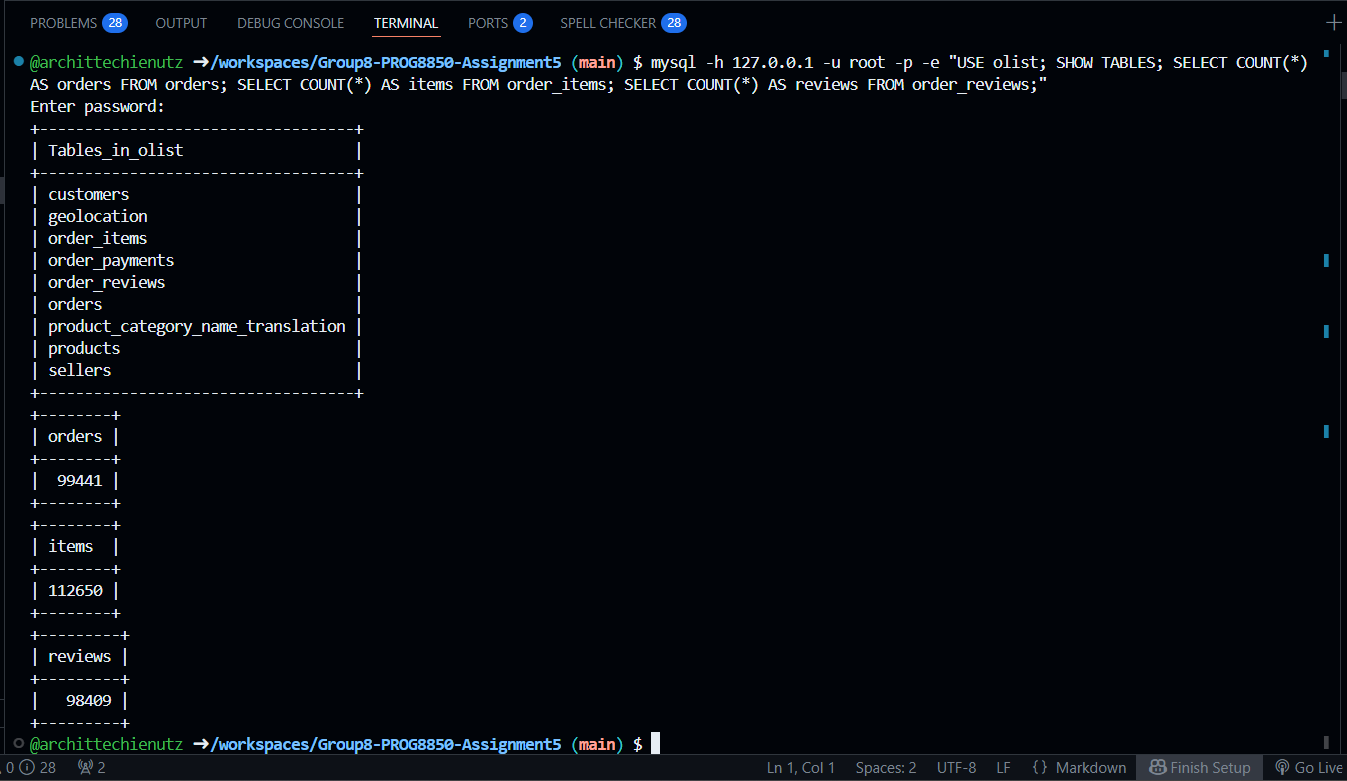 PROBLEMS 28 OUTPUT DEBUG CONSOLE TERMINAL PORTS 2 SPELL CHECKER 28
@archittechienutz ➜/workspaces/Group8-PROG8850-Assignment5 (main) $ mysql -h 127.0.0.1 -u root -p -e "USE olist; SHOW TABLES; SELECT COUNT(*)
AS orders FROM orders; SELECT COUNT(*) AS items FROM order_items; SELECT COUNT(*) AS reviews FROM order_reviews;"
Enter password:
+-----------------------------------+
| Tables_in_olist                   |
+-----------------------------------+
| customers                         |
| geolocation                       |
| order_items                       |
| order_payments                    |
| order_reviews                     |
| orders                            |
| product_category_name_translation |
| products                          |
| sellers                           |
+-----------------------------------+
+--------+
| orders |
+--------+
|  99441 |
+--------+
+--------+
| items  |
+--------+
| 112650 |
+--------+
+---------+
| reviews |
+---------+
|   98409 |
+---------+
@archittechienutz ➜/workspaces/Group8-PROG8850-Assignment5 (main) $
0 28 2 Ln 1, Col 1 Spaces: 2 UTF-8 LF {} Markdown Finish Setup Go Live